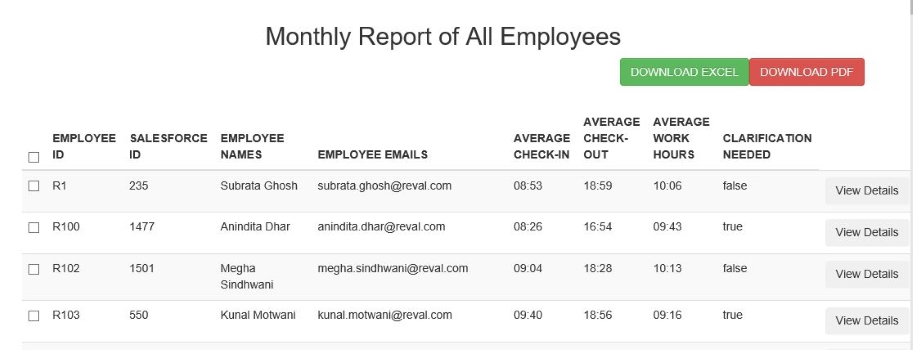 Monthly Report of All Employees
DOWNLOAD EXCEL DOWNLOAD PDF
EMPLOYEE ID SALESFORCE ID EMPLOYEE NAMES EMPLOYEE EMAILS AVERAGE CHECK-IN AVERAGE CHECK-OUT AVERAGE WORK HOURS CLARIFICATION NEEDED
R1 235 Subrata Ghosh subrata.ghosh@reval.com 08:53 18:59 10:06 false View Details
R100 1477 Anindita Dhar anindita.dhar@reval.com 08:26 16:54 09:43 true View Details
R102 1501 Megha Sindhwani megha.sindhwani@reval.com 09:04 18:28 10:13 false View Details
R103 550 Kunal Motwani kunal.motwani@reval.com 09:40 18:56 09:16 true View Details